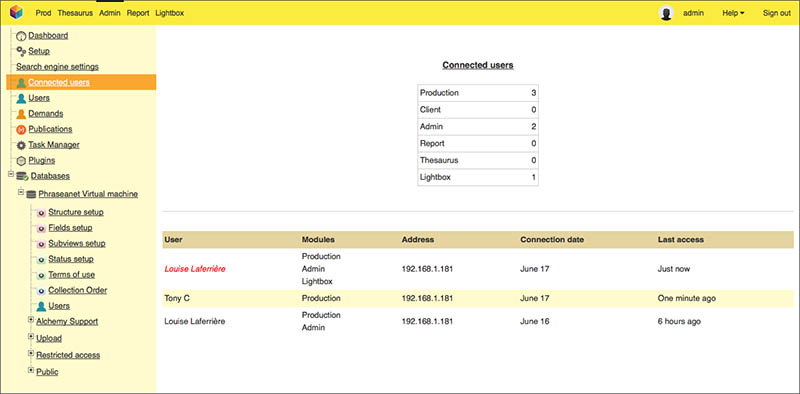 Prod Thesaurus Admin Report Lightbox admin Help Sign out
Dashboard
Setup
Search engine settings
Connected users
Users
Demands
Publications
Task Manager
Plugins
Databases
Phraseanet Virtual machine
Structure setup
Fields setup
Subviews setup
Status setup
Terms of use
Collection Order
Users
Alchemy Support
Upload
Restricted access
Public
Connected users
Production 3
Client 0
Admin 2
Report 0
Thesaurus 0
Lightbox 1
User Modules Address Connection date Last access
Production
Louise Laferrière Admin 192.168.1.181 June 17 Just now
Lightbox
Tony C Production 192.168.1.181 June 17 One minute ago
Production
Louise Laferrière 192.168.1.181 June 16 6 hours ago
Admin